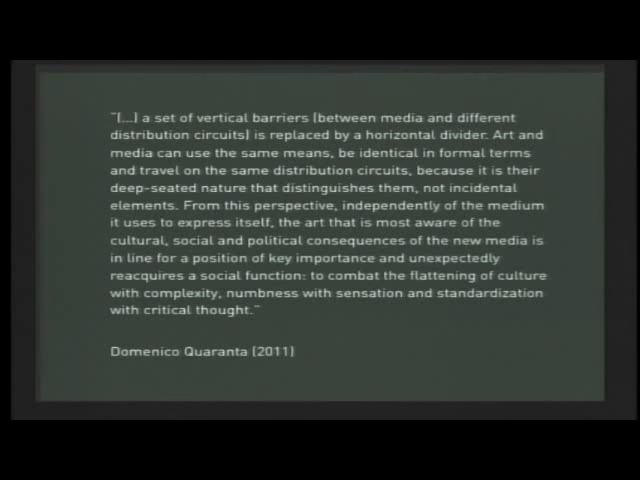 "[...] a set of vertical barriers [between media and different
distribution circuits] is replaced by a horizontal divider. Art and
media can use the same means, be identical in formal terms
and travel on the same distribution circuits, because it is their
deep-seated nature that distinguishes them, not incidental
elements. From this perspective, independently of the medium
it uses to express itself, the art that is most aware of the
cultural, social and political consequences of the new media is
in line for a position of key importance and unexpectedly
reacquires a social function: to combat the flattening of culture
with complexity, numbness with sensation and standardization
with critical thought."
Domenico Quaranta (2011)